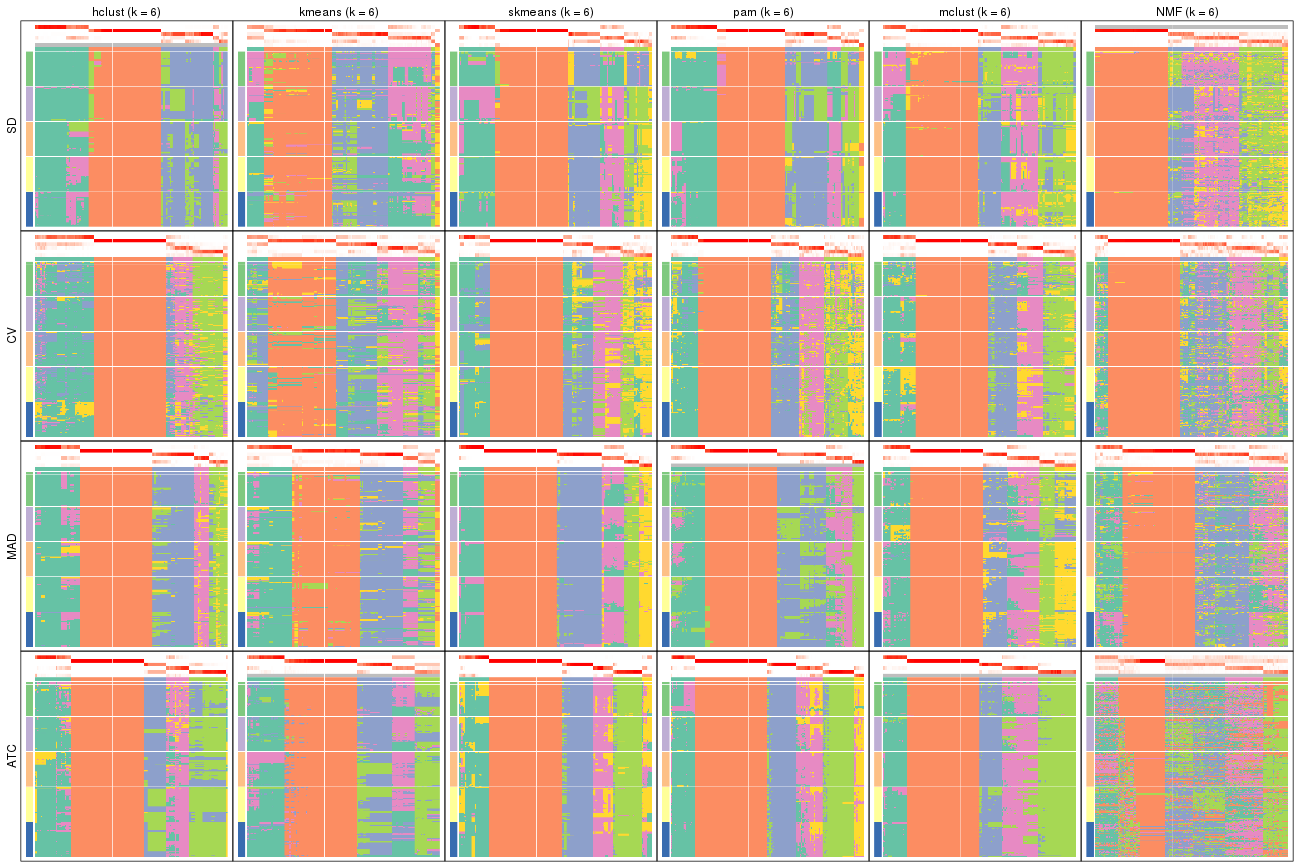 hclust (k = 6) kmeans (k = 6) skmeans (k = 6) pam (k = 6) mclust (k = 6) NMF (k = 6)
SD
CV
MAD
ATC